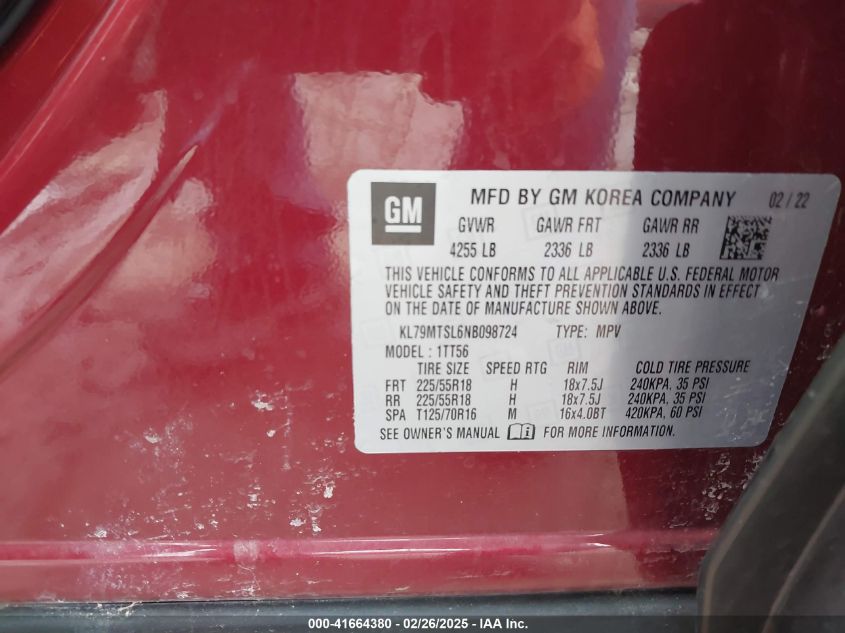 GM MFD BY GM KOREA COMPANY 02 / 22
GVWR GAWR FRT GAWR RR
4255 LB 2336 LB 2336 LB
THIS VEHICLE CONFORMS TO ALL APPLICABLE U.S. FEDERAL MOTOR
VEHICLE SAFETY AND THEFT PREVENTION STANDARDS IN EFFECT
ON THE DATE OF MANUFACTURE SHOWN ABOVE.
KL79MTSL6NB098724 TYPE: MPV
MODEL : 1TT56
TIRE SIZE SPEED RTG RIM COLD TIRE PRESSURE
FRT 225/55R18 H 18x7.5J 240KPA, 35 PSI
RR 225/55R18 H 18x7.5J 240KPA, 35 PSI
SPA T125/70R16 M 16x4.0BT 420KPA, 60 PSI
SEE OWNER'S MANUAL FOR MORE INFORMATION.
000-41664380 - 02/26/2025 - IAA Inc.